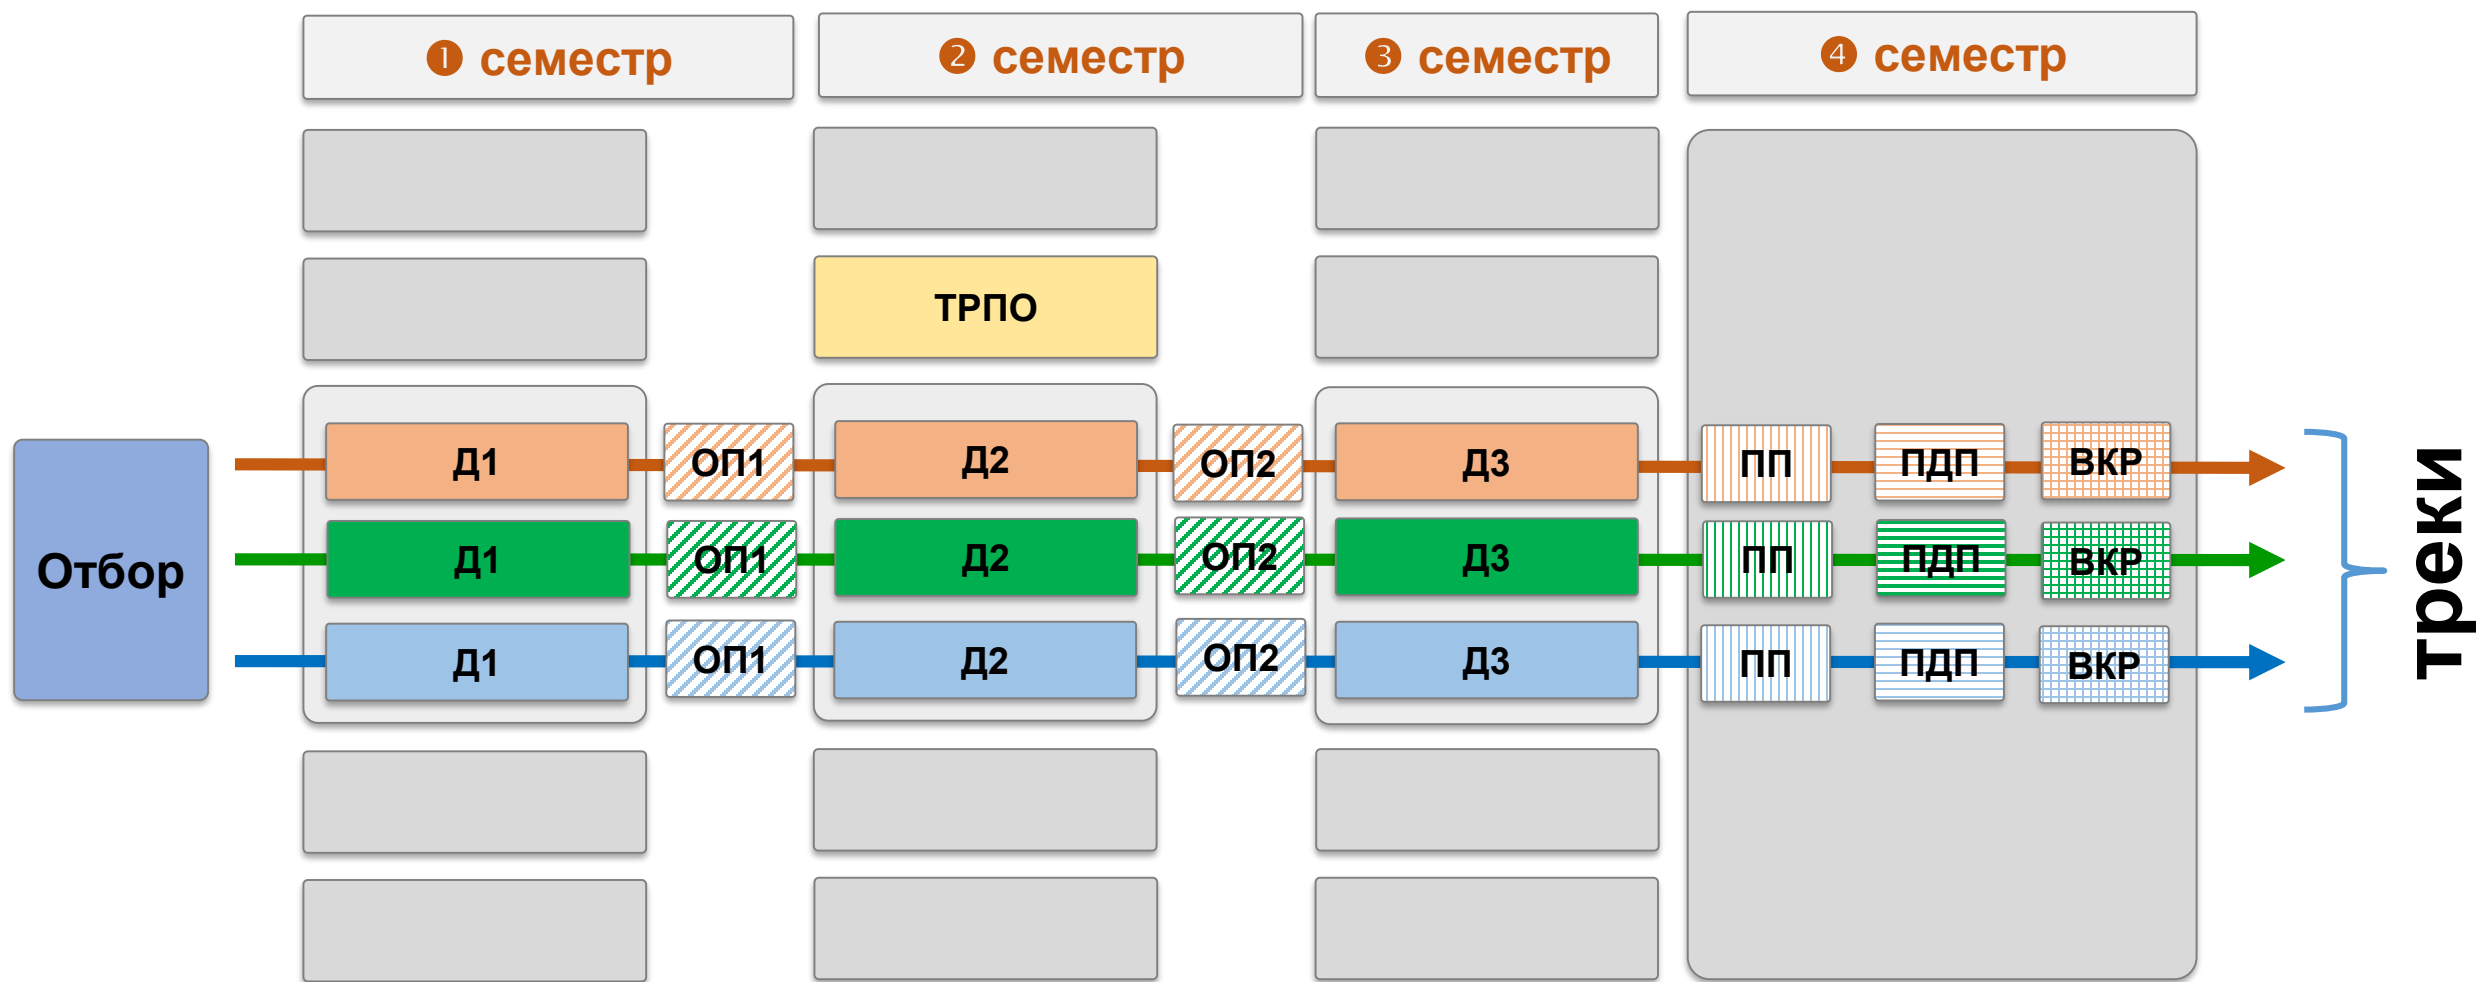 ❶ семестр
❷ семестр
❸ семестр
❹ семестр
ТРПО
Отбор
Д1
ОП1
Д2
ОП2
Д3
ПП
ПДП
ВКР
Д1
ОП1
Д2
ОП2
Д3
ПП
ПДП
ВКР
Д1
ОП1
Д2
ОП2
Д3
ПП
ПДП
ВКР
треки